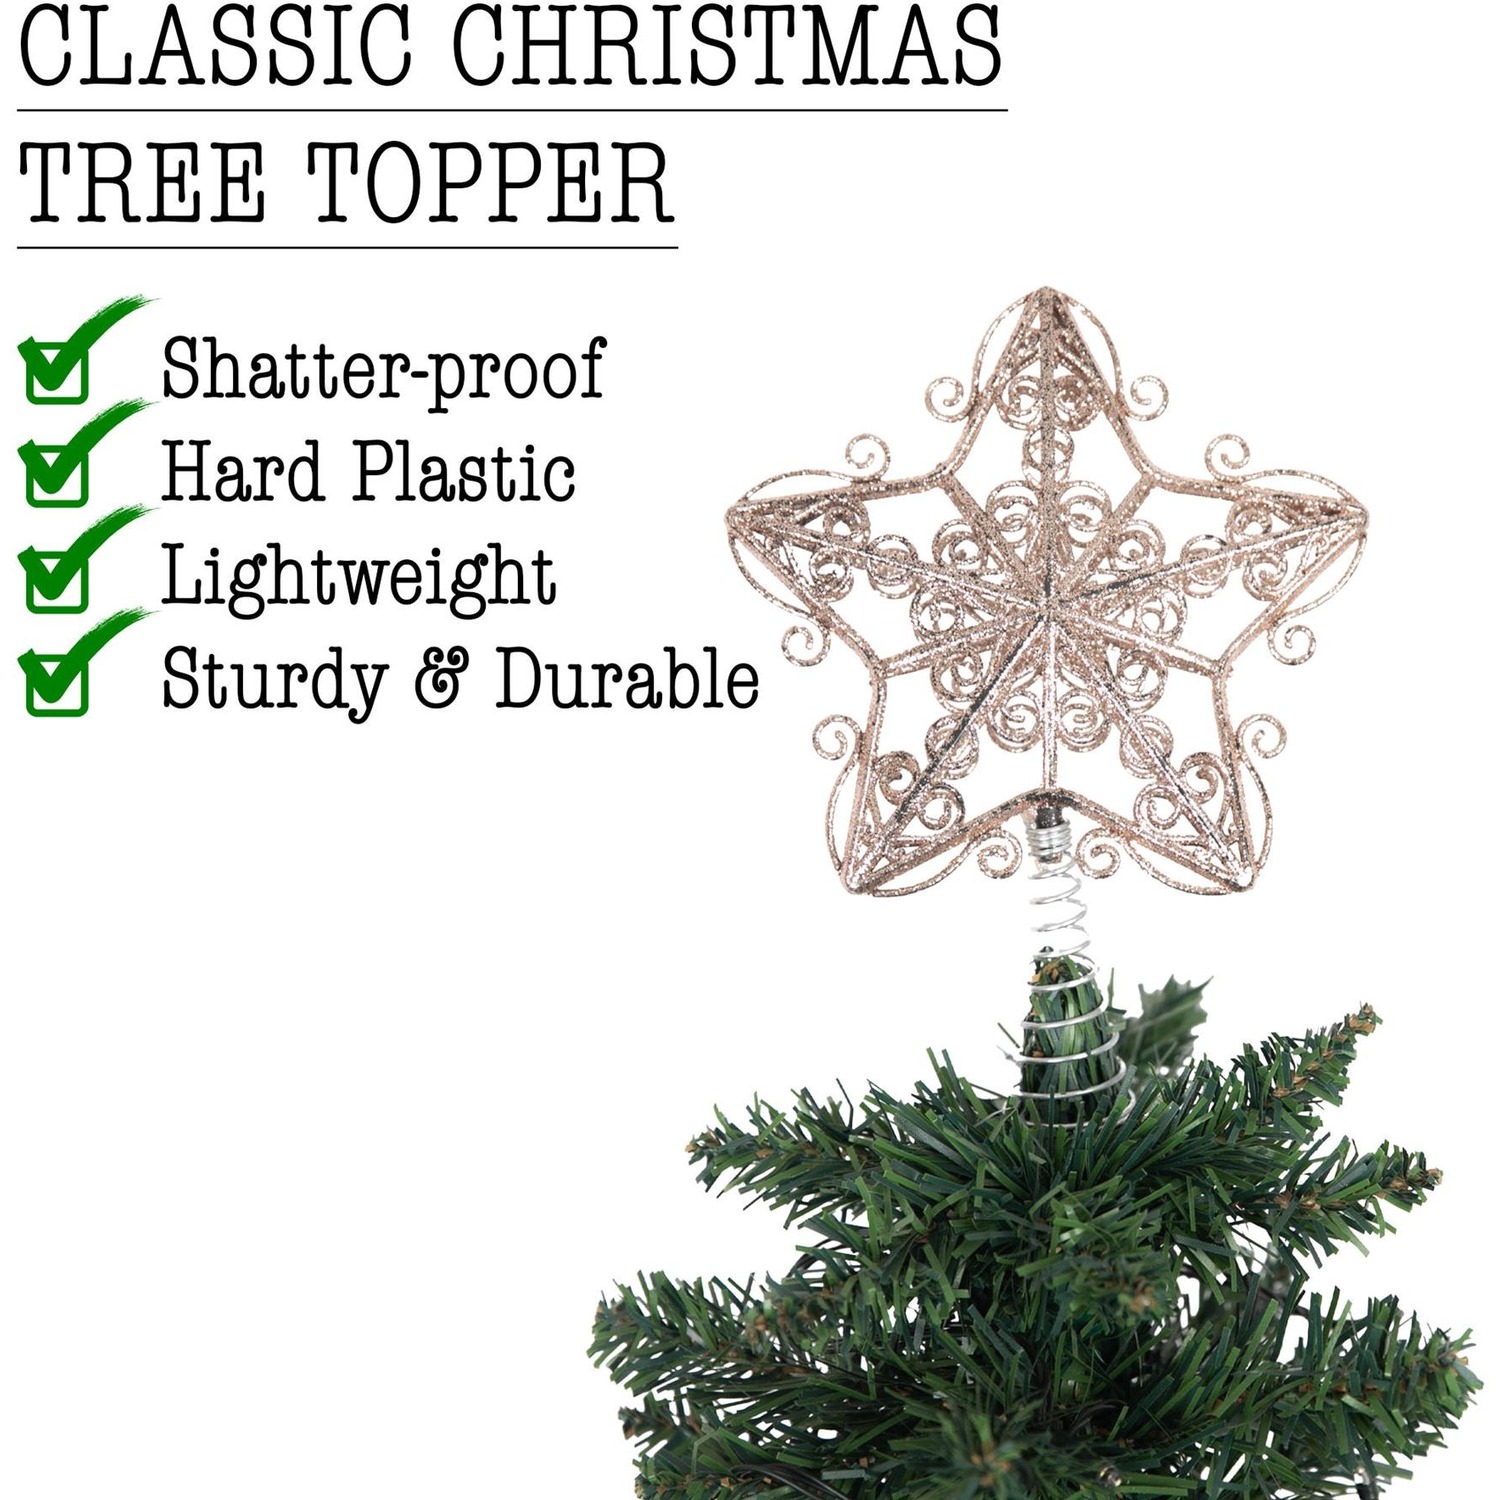 CLASSIC CHRISTMAS
TREE TOPPER
Shatter-proof
Hard Plastic
Lightweight
Sturdy & Durable